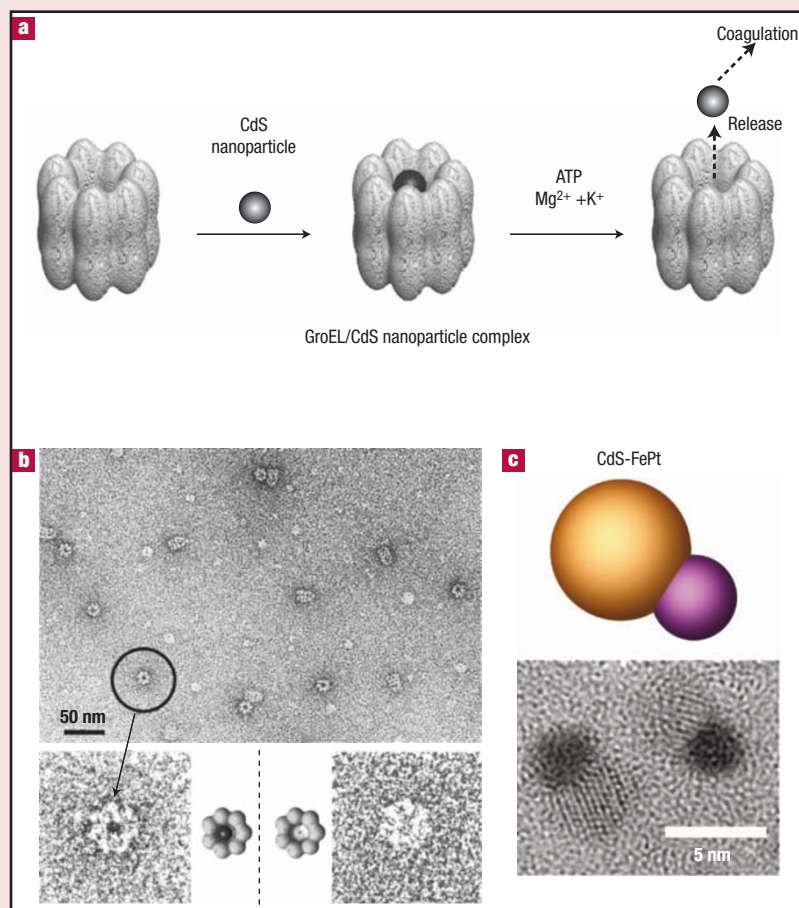 a
Coagulation
CdS
nanoparticle
Release
ATP
Mg²⁺ +K⁺
GroEL/CdS nanoparticle complex
b
50 nm
c
CdS-FePt
5 nm